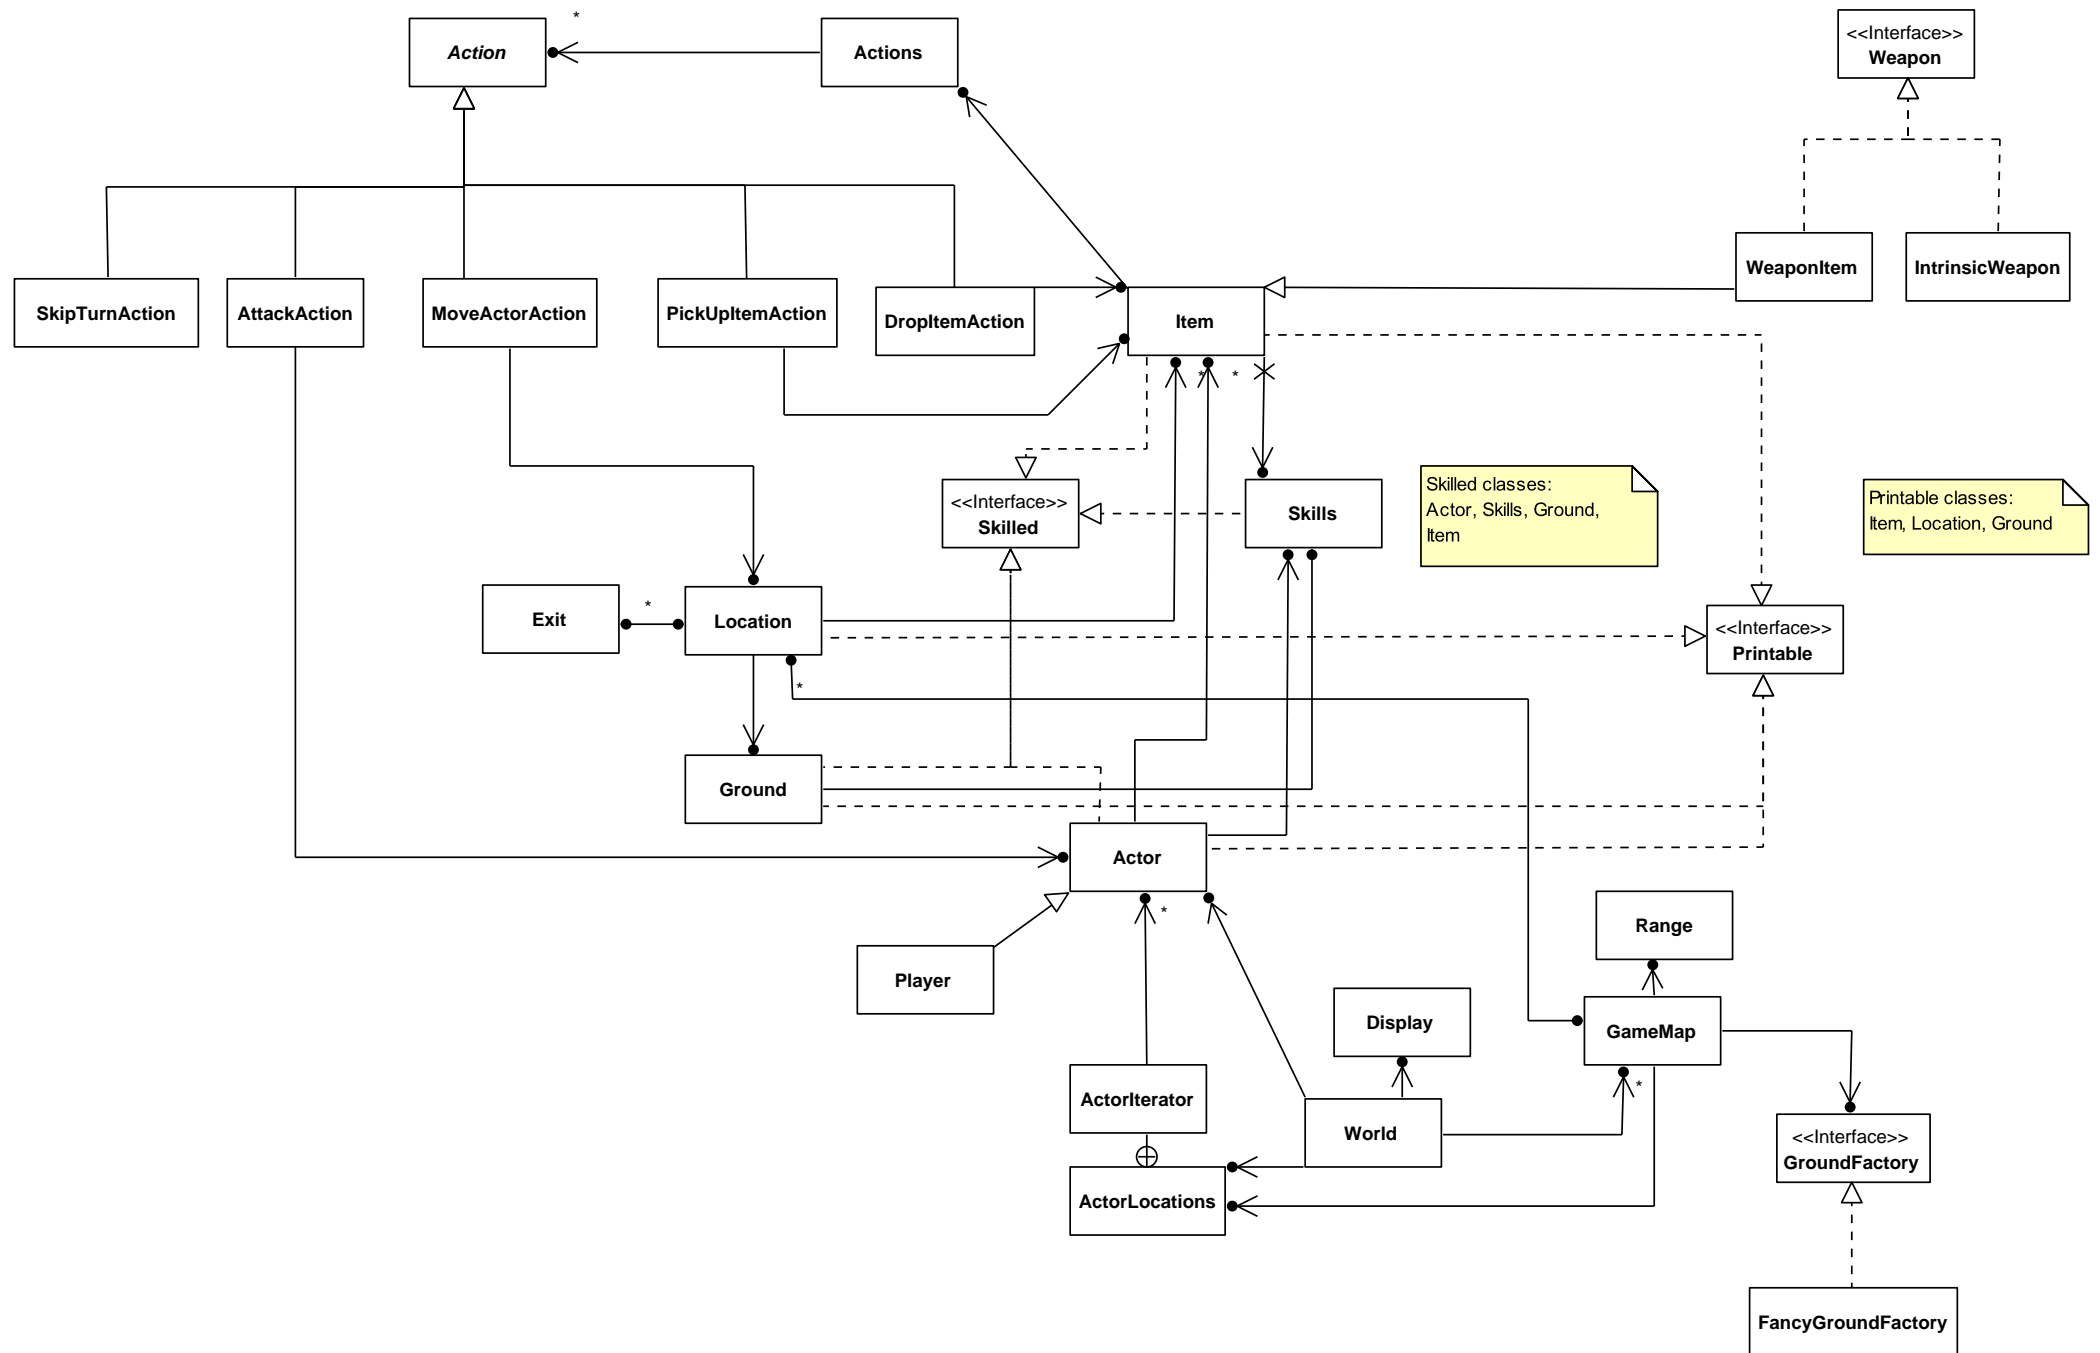 *
Action
Actions
<<Interface>>
Weapon
WeaponItem
IntrinsicWeapon
SkipTurnAction
AttackAction
MoveActorAction
PickUpItemAction
DropItemAction
Item
*
*
<<Interface>>
Skilled
Skills
Skilled classes:
Actor, Skills, Ground,
Item
Printable classes:
Item, Location, Ground
Exit
*
Location
<<Interface>>
Printable
*
Ground
Actor
*
Player
Range
Display
GameMap
*
ActorIterator
World
ActorLocations
<<Interface>>
GroundFactory
FancyGroundFactory